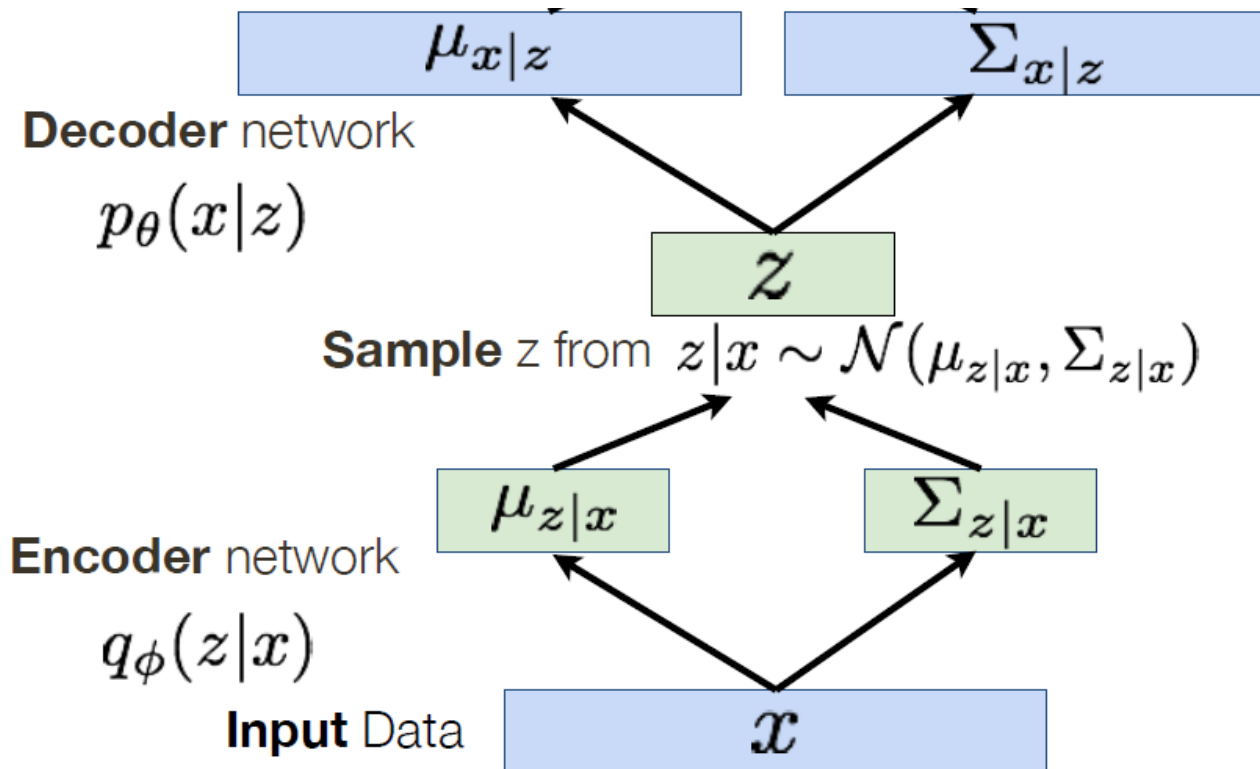 μ_{x|z} Σ_{x|z}
Decoder network
p_θ(x|z)
z
Sample z from z|x ∼ 𝒩(μ_{z|x}, Σ_{z|x})
μ_{z|x} Σ_{z|x}
Encoder network
q_ϕ(z|x)
Input Data x